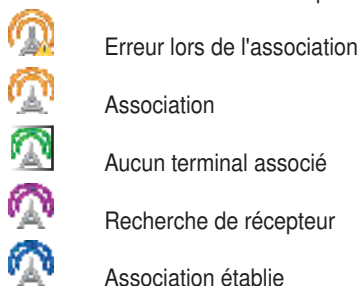 Erreur lors de l'association
Association
Aucun terminal associé
Recherche de récepteur
Association établie